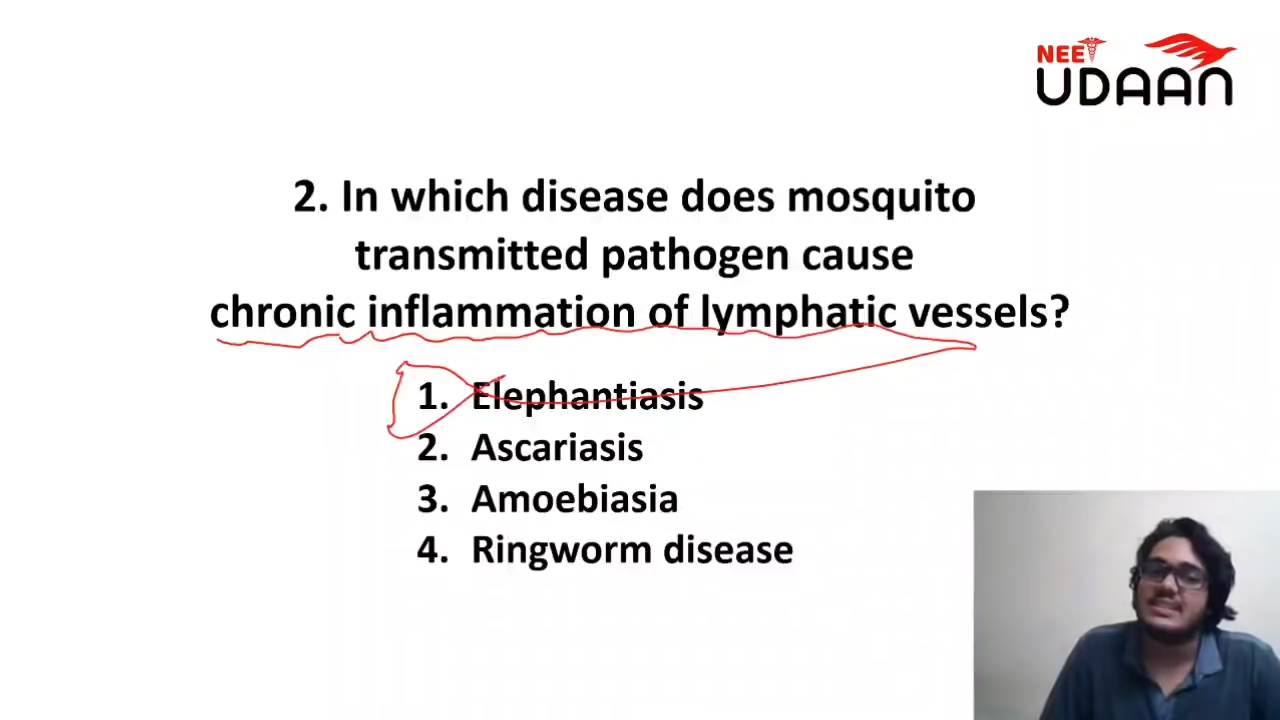 NEET
UDAAN
2. In which disease does mosquito
transmitted pathogen cause
chronic inflammation of lymphatic vessels?
1. Elephantiasis
2. Ascariasis
3. Amoebiasia
4. Ringworm disease